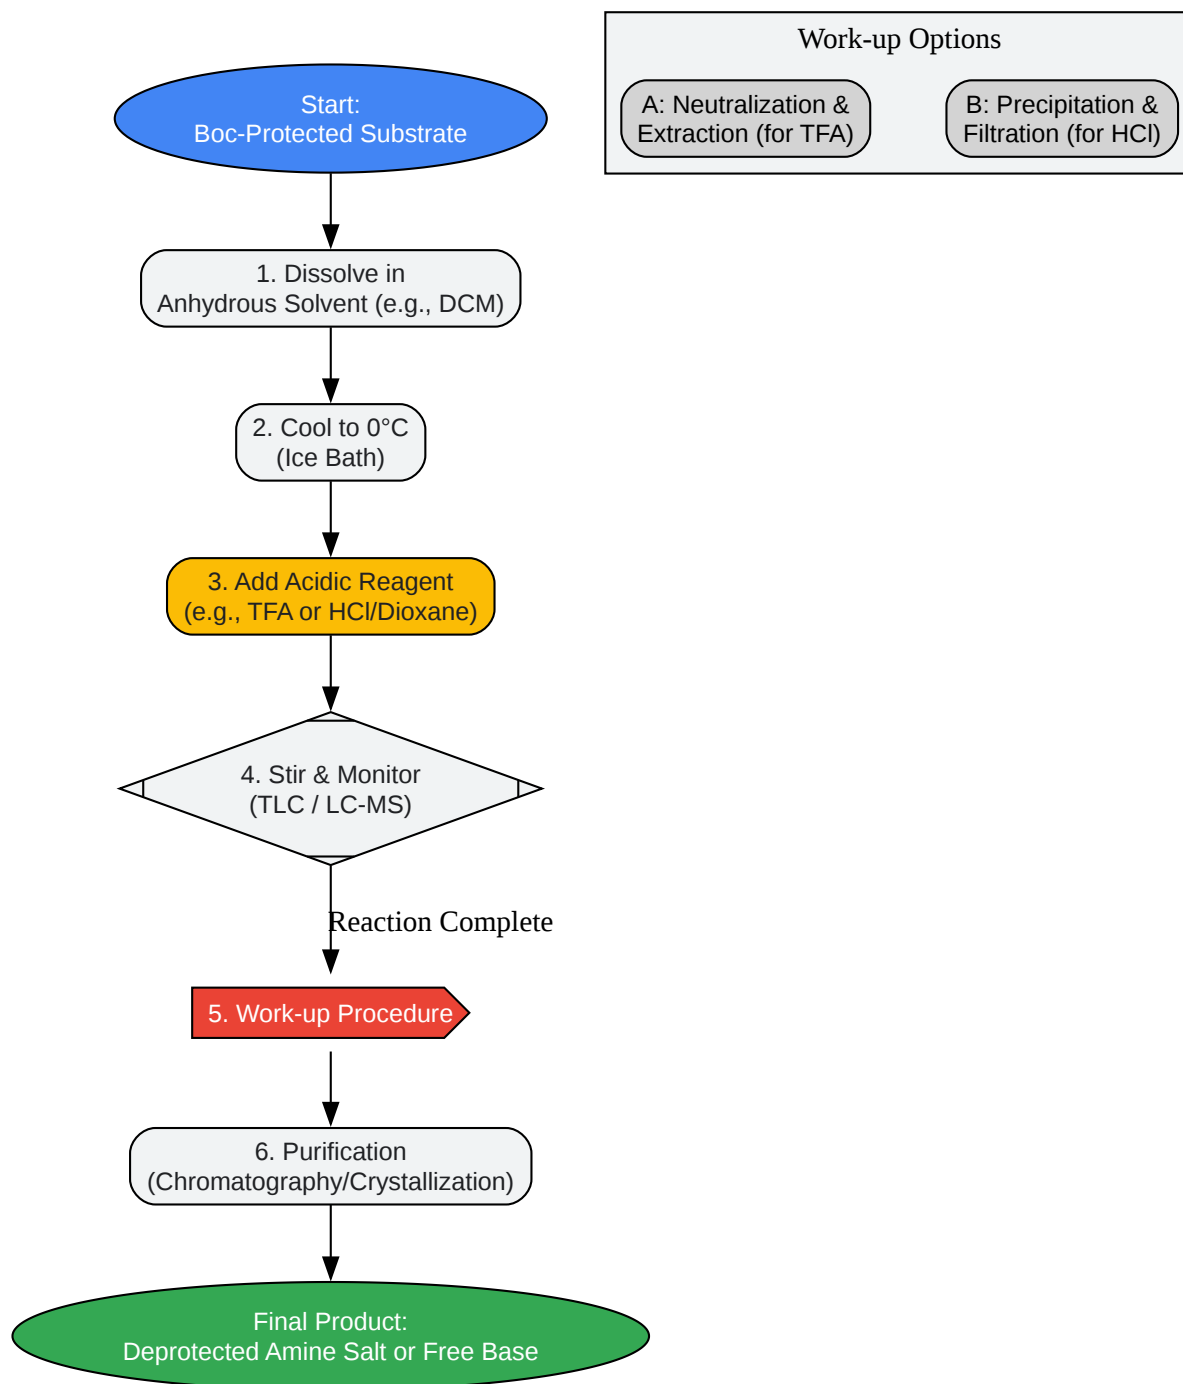 Start:
Boc-Protected Substrate
Work-up Options
A: Neutralization &
Extraction (for TFA)
B: Precipitation &
Filtration (for HCl)
1. Dissolve in
Anhydrous Solvent (e.g., DCM)
2. Cool to 0°C
(Ice Bath)
3. Add Acidic Reagent
(e.g., TFA or HCl/Dioxane)
4. Stir & Monitor
(TLC / LC-MS)
Reaction Complete
5. Work-up Procedure
6. Purification
(Chromatography/Crystallization)
Final Product:
Deprotected Amine Salt or Free Base